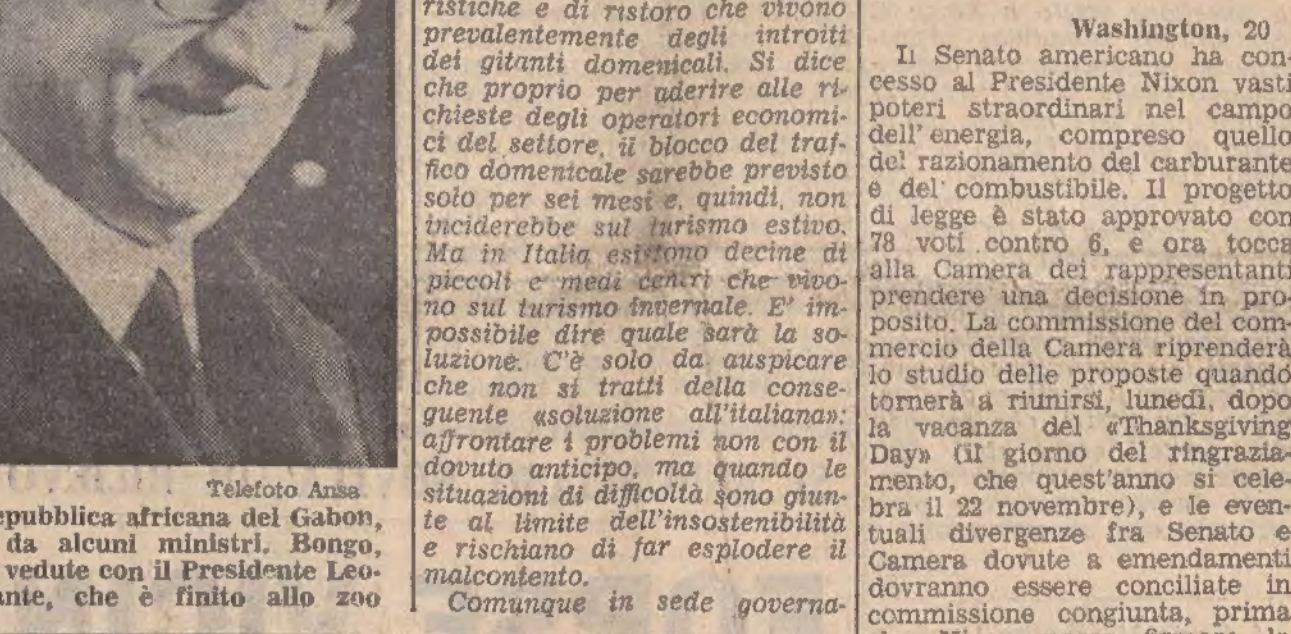 Telefoto Ansa
epubblica africana del Gabon,
da alcuni ministri. Bongo,
vedute con il Presidente Leo-
ante, che è finito allo zoo
ristiche e di ristoro che vivono
prevalentemente degli introiti
dei gitanti domenicali. Si dice
che proprio per aderire alle ri-
chieste degli operatori economi-
ci del settore, il blocco del traf-
fico domenicale sarebbe previsto
solo per sei mesi e, quindi, non
inciderebbe sul turismo estivo.
Ma in Italia esistono decine di
piccoli e medi centri che vivo-
no sul turismo invernale. E' im-
possibile dire quale sarà la so-
luzione. C'è solo da auspicare
che non si tratti della conse-
guente «soluzione all'italiana»:
affrontare i problemi non con il
dovuto anticipo, ma quando le
situazioni di difficoltà sono giun-
te al limite dell'insostenibilità
e rischiano di far esplodere il
malcontento.
Comunque in sede governa-
Washington, 20
Il Senato americano ha con-
cesso al Presidente Nixon vasti
poteri straordinari nel campo
dell'energia, compreso quello
del razionamento del carburante
e del combustibile. Il progetto
di legge è stato approvato con
78 voti contro 6, e ora tocca
alla Camera dei rappresentanti
prendere una decisione in pro-
posito. La commissione del com-
mercio della Camera riprenderà
lo studio delle proposte quando
tornerà a riunirsi, lunedì, dopo
la vacanza del «Thanksgiving
Day» (il giorno del ringrazia-
mento, che quest'anno si cele-
bra il 22 novembre), e le even-
tuali divergenze fra Senato e
Camera dovute a emendamenti
dovranno essere conciliate in
commissione congiunta, prima